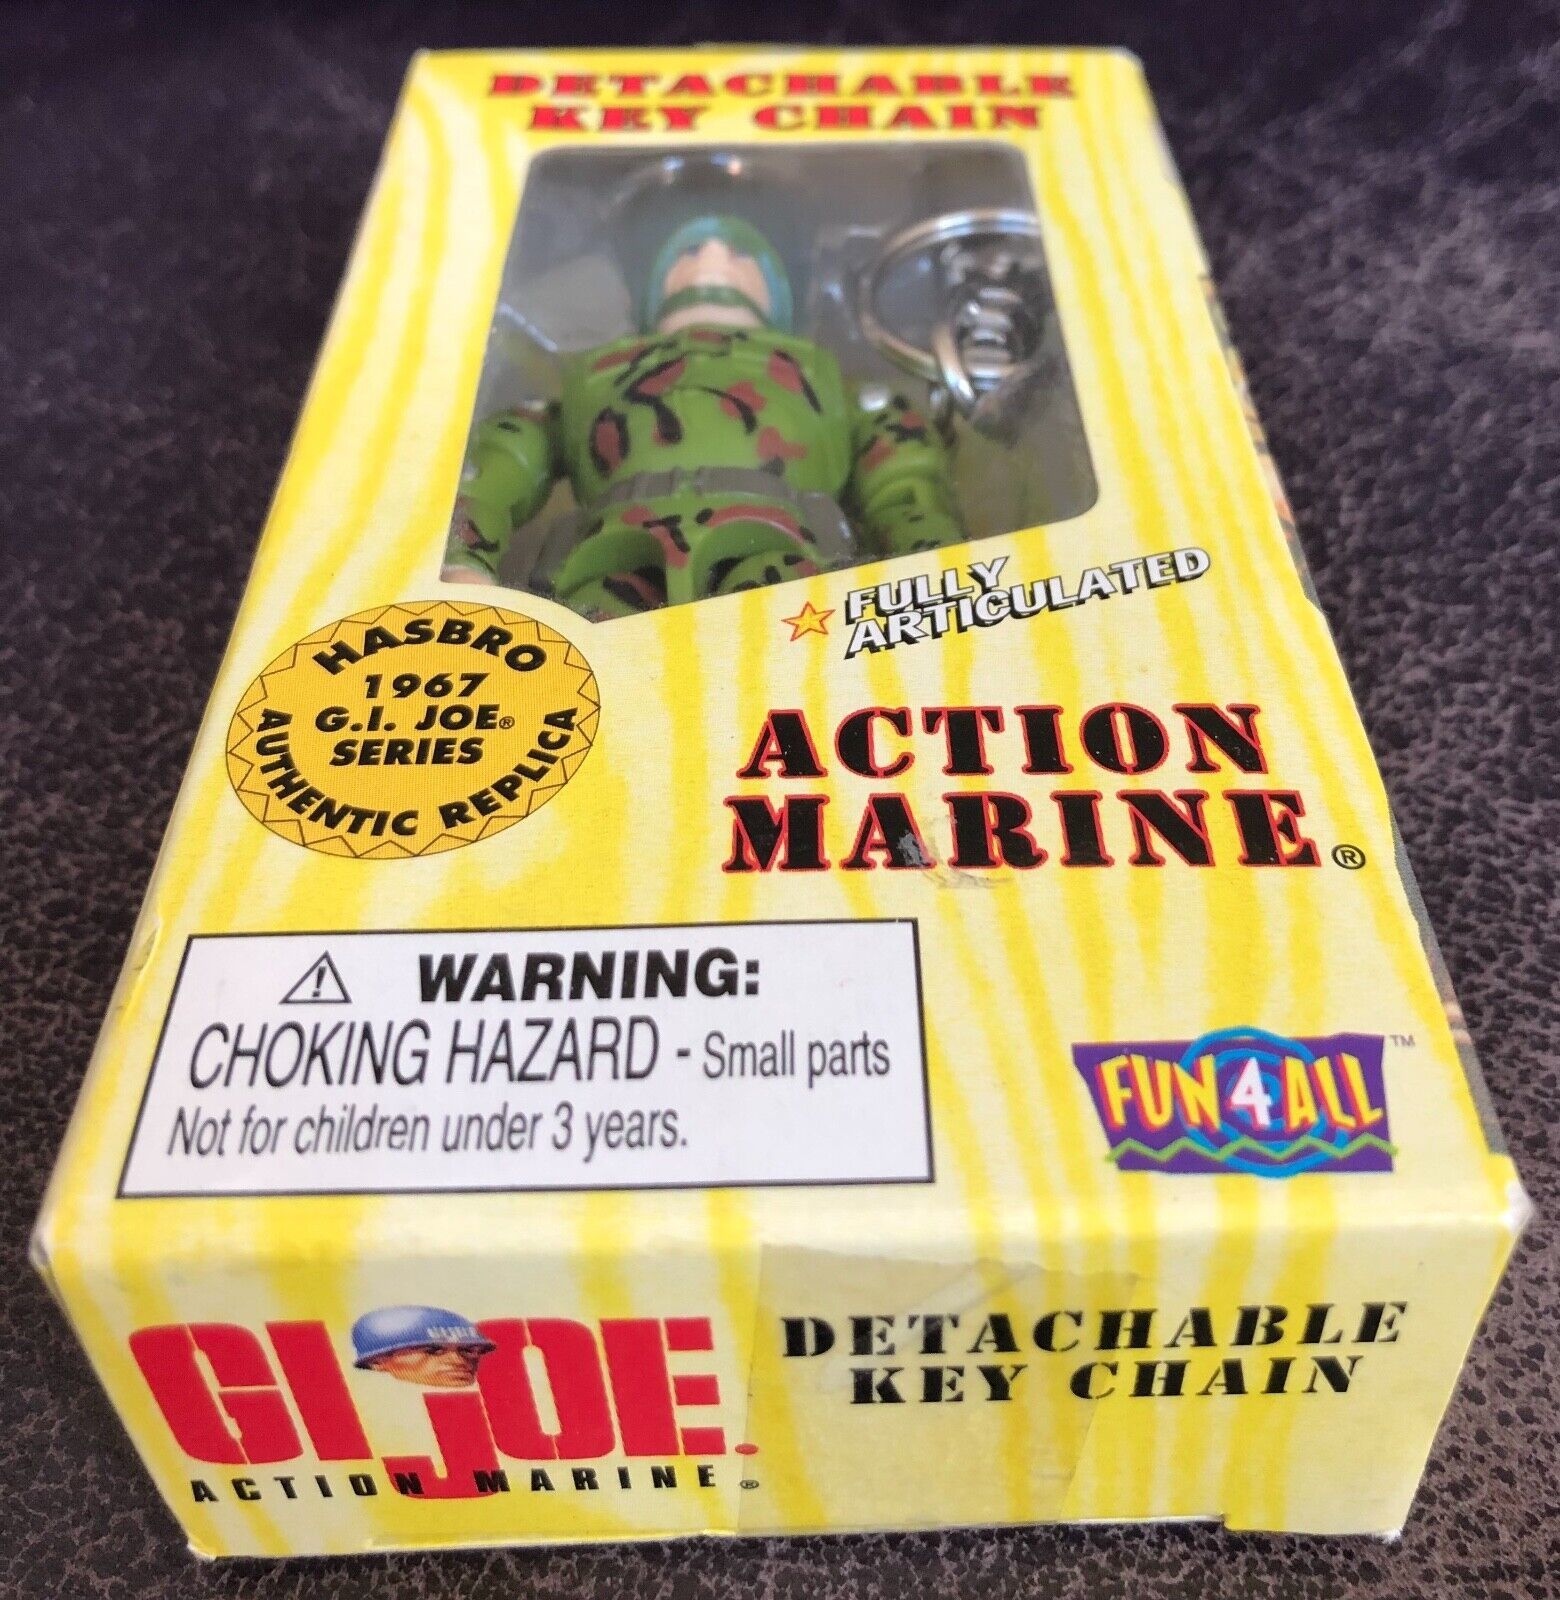 DETACHABLE
KEY CHAIN
FULLY
ARTICULATED
HASBRO
1967
G.I. JOE®
SERIES
AUTHENTIC REPLICA
ACTION
MARINE®
WARNING:
CHOKING HAZARD - Small parts
Not for children under 3 years.
FUN 4 ALL™
GI JOE.
ACTION MARINE®
DETACHABLE
KEY CHAIN